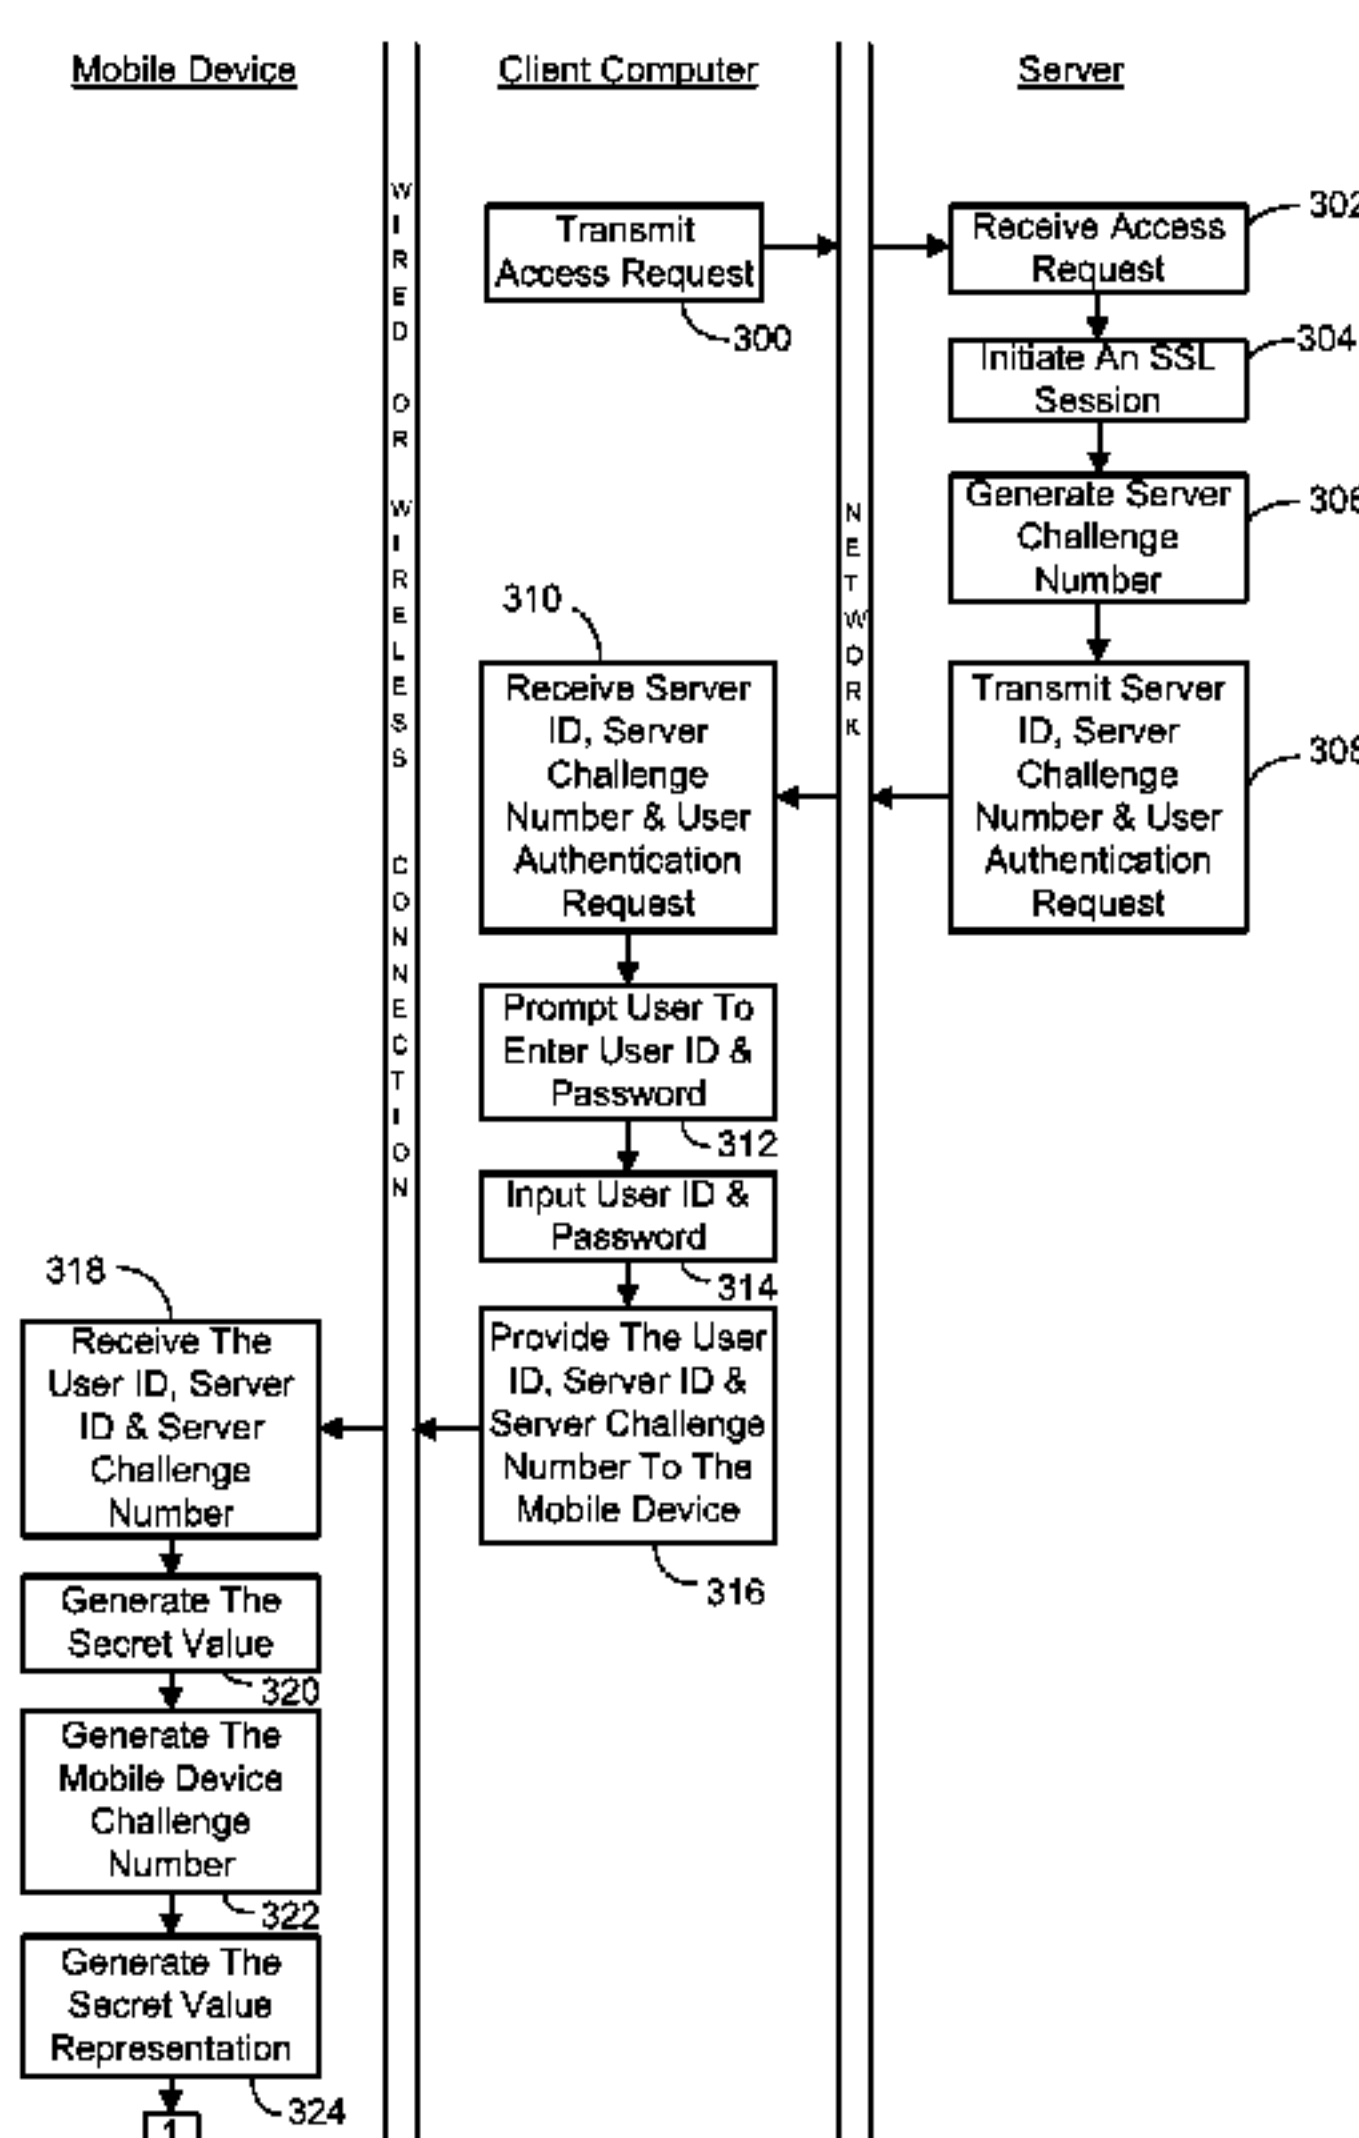 Mobile Device
Client Computer
Server
WIRED OR WIRELESS CONNECTION
NETWORK
Transmit
Access Request
300
Receive Access
Request
302
Initiate An SSL
Session
304
Generate Server
Challenge
Number
306
Transmit Server
ID, Server
Challenge
Number & User
Authentication
Request
308
310
Receive Server
ID, Server
Challenge
Number & User
Authentication
Request
Prompt User To
Enter User ID &
Password
312
Input User ID &
Password
314
Provide The User
ID, Server ID &
Server Challenge
Number To The
Mobile Device
316
318
Receive The
User ID, Server
ID & Server
Challenge
Number
Generate The
Secret Value
320
Generate The
Mobile Device
Challenge
Number
322
Generate The
Secret Value
Representation
324
1